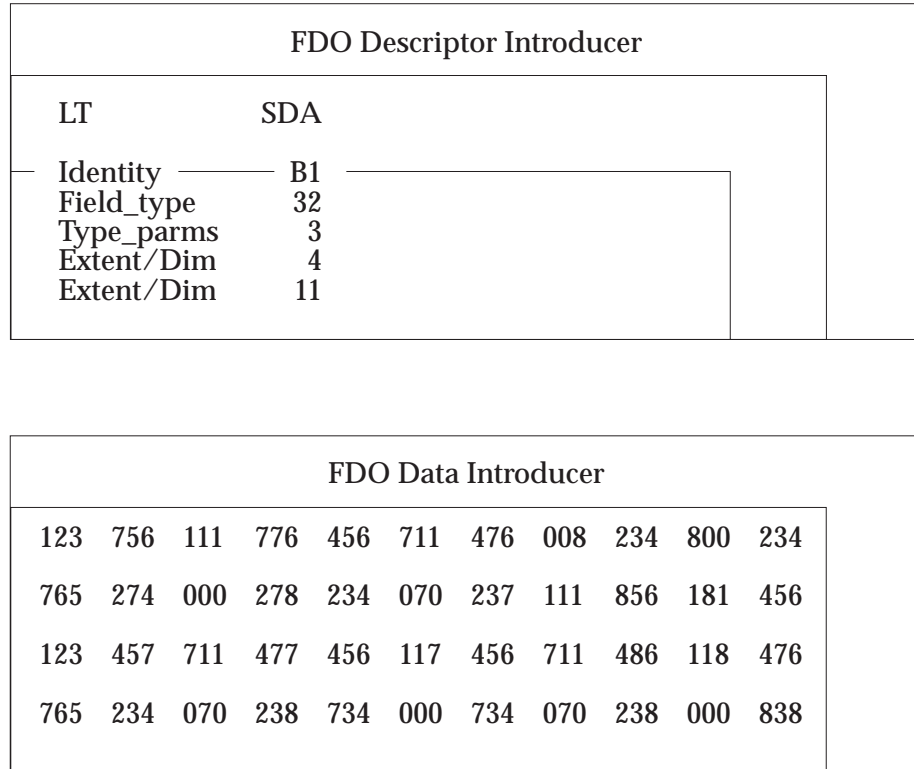 FDO Descriptor Introducer
LT SDA
Identity B1
Field_type 32
Type_parms 3
Extent/Dim 4
Extent/Dim 11
FDO Data Introducer
123 756 111 776 456 711 476 008 234 800 234
765 274 000 278 234 070 237 111 856 181 456
123 457 711 477 456 117 456 711 486 118 476
765 234 070 238 734 000 734 070 238 000 838